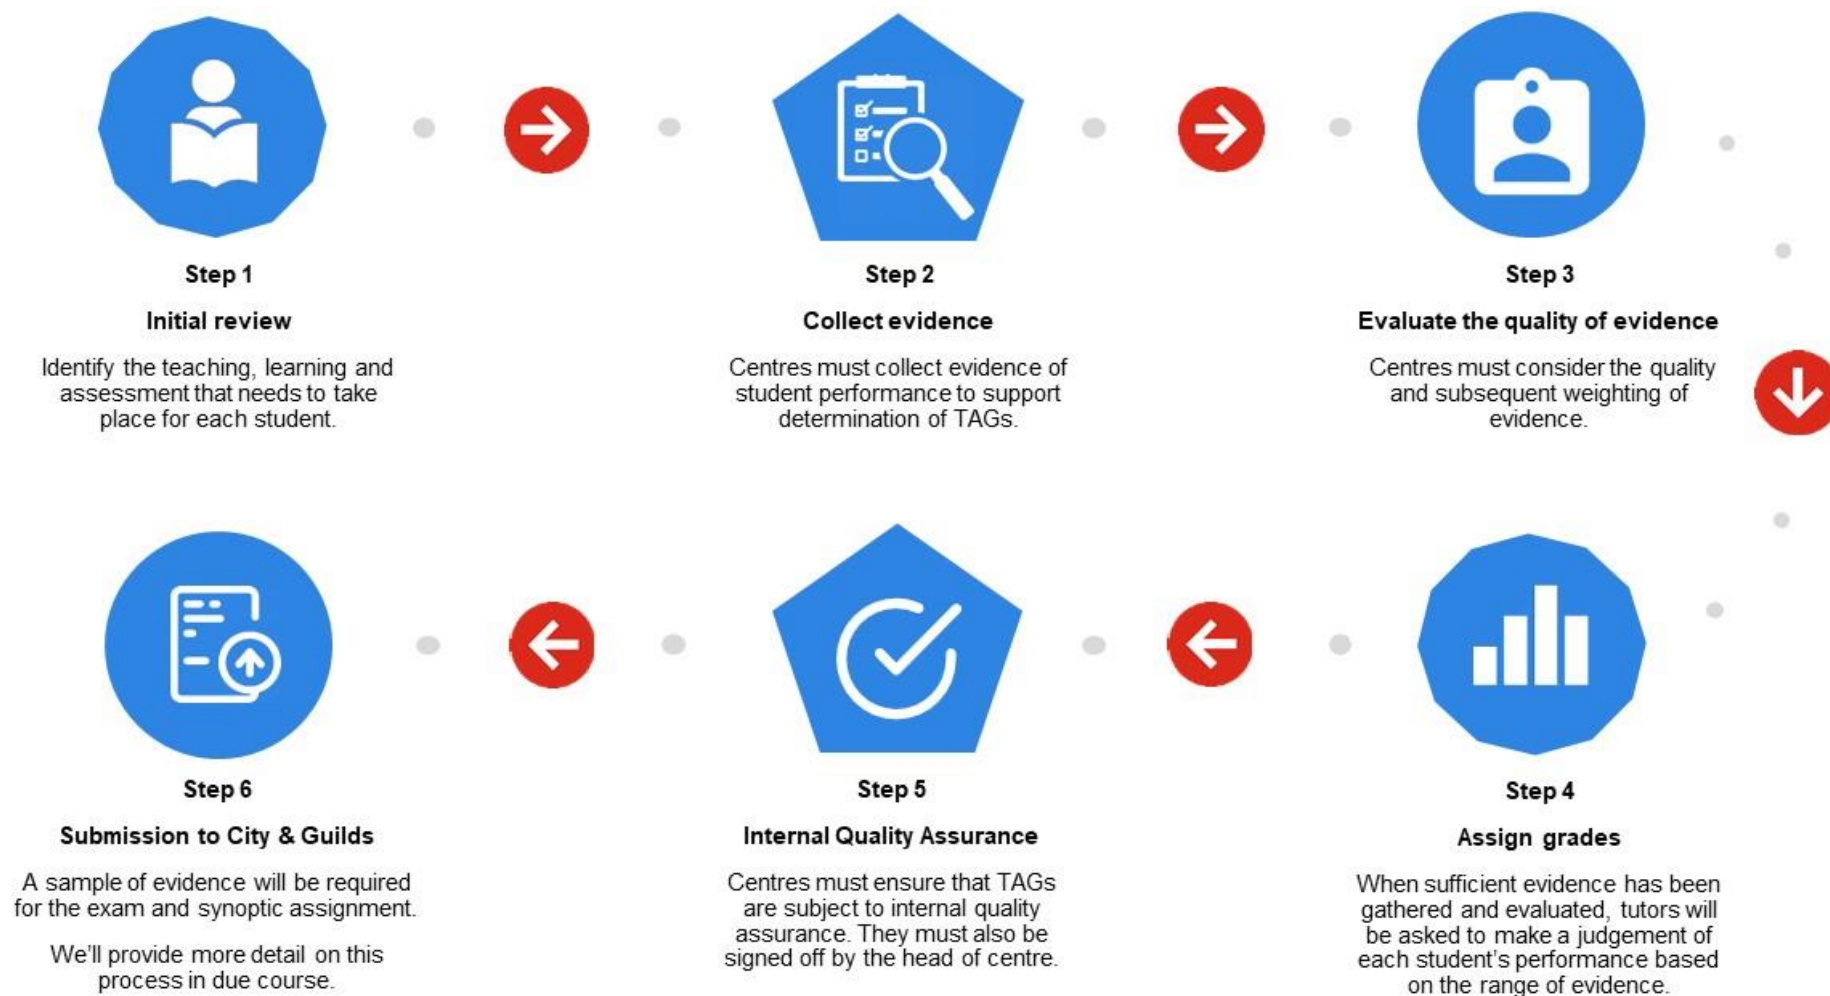 Step 1
Initial review
Identify the teaching, learning and
assessment that needs to take
place for each student.
Step 2
Collect evidence
Centres must collect evidence of
student performance to support
determination of TAGs.
Step 3
Evaluate the quality of evidence
Centres must consider the quality
and subsequent weighting of
evidence.
Step 4
Assign grades
When sufficient evidence has been
gathered and evaluated, tutors will
be asked to make a judgement of
each student's performance based
on the range of evidence.
Step 5
Internal Quality Assurance
Centres must ensure that TAGs
are subject to internal quality
assurance. They must also be
signed off by the head of centre.
Step 6
Submission to City & Guilds
A sample of evidence will be required
for the exam and synoptic assignment.
We'll provide more detail on this
process in due course.